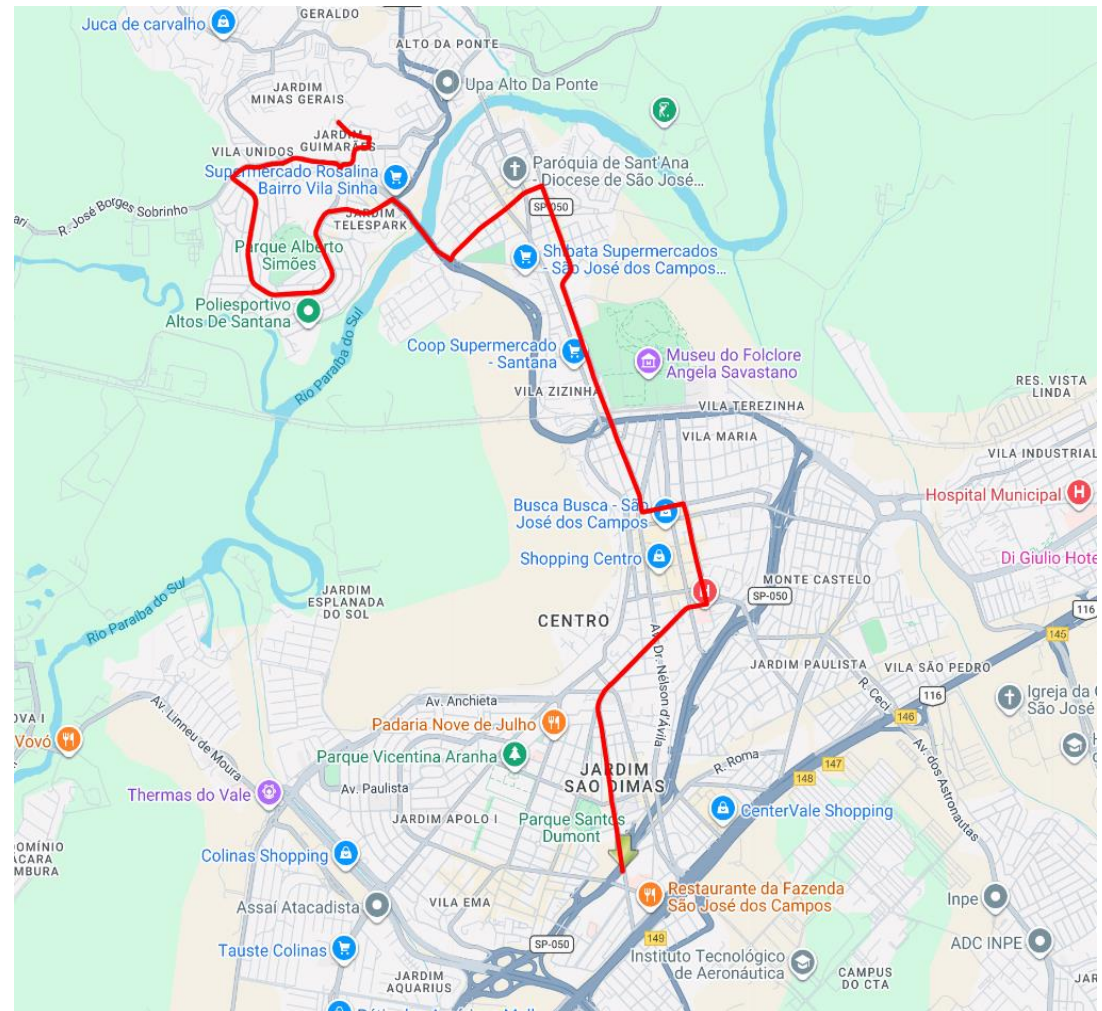 GERALDO
Juca de carvalho
ALTO DA PONTE
Upa Alto Da Ponte
JARDIM
MINAS GERAIS
JARDIM
GUIMARÃES
VILA UNIDOS
Supermercado Rosalina
Bairro Vila Sinha
Paróquia de Sant'Ana
- Diocese de São José...
SP-050
R. José Borges Sobrinho
JARDIM
TELESPARK
Parque Alberto
Simões
Shibata Supermercados
- São José dos Campos...
Poliesportivo
Altos De Santana
Rio Paraíba do Sul
Coop Supermercado
- Santana
Museu do Folclore
Angela Savastano
VILA ZIZINHA
VILA TEREZINHA
RES. VISTA
LINDA
VILA MARIA
VILA INDUSTRIAL
Hospital Municipal
H
Busca Busca - São
José dos Campos
Shopping Centro
Di Giulio Hote
MONTE CASTELO
JARDIM
ESPLANADA
DO SOL
Rio Paraíba do Sul
H
SP-050
116
CENTRO
145
Av. Dr. Nélson d'Ávila
JARDIM PAULISTA
VILA SÃO PEDRO
R. Ceci
116
Igreja da
São José
146
Av. Anchieta
OVA I
Vovó
Av. Linneu de Moura
Padaria Nove de Julho
Parque Vicentina Aranha
JARDIM
SAO DIMAS
R. Roma
147
148
Av. dos Astronautas
Thermas do Vale
Av. Paulista
JARDIM APOLO I
Parque Santos
Dumont
CenterVale Shopping
DOMÍNIO
ACARA
AMBURA
Colinas Shopping
Assaí Atacadista
VILA EMA
Restaurante da Fazenda
São José dos Campos
Inpe
Tauste Colinas
SP-050
149
Instituto Tecnológico
de Aeronáutica
ADC INPE
CAMPUS
DO CTA
JARDIM
AQUARIUS
JAR